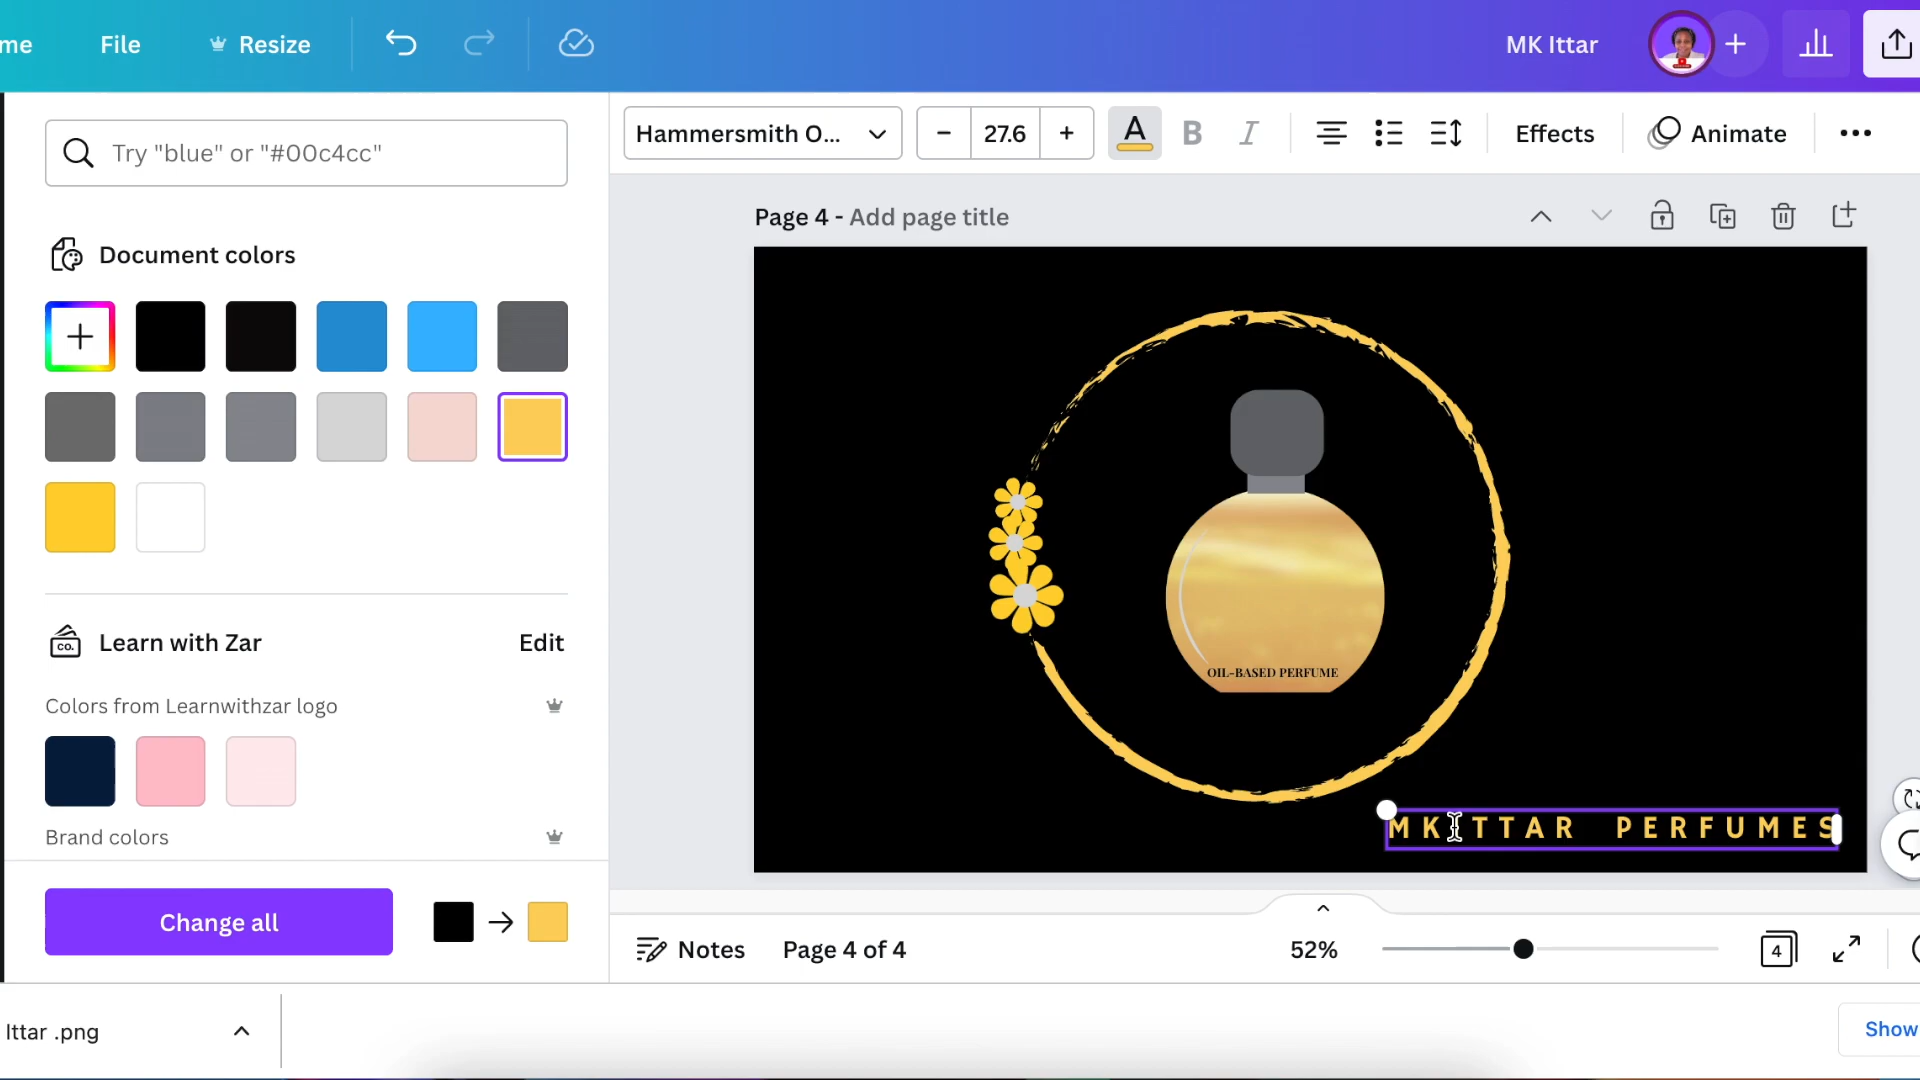 me File Resize MK Ittar
Try "blue" or "#00c4cc"
Hammersmith O... − 27.6 + A B I Effects Animate
Page 4 - Add page title
Document colors
Learn with Zar Edit
Colors from Learnwithzar logo
Brand colors
Change all
OIL-BASED PERFUME
MK ITTAR PERFUMES
Notes Page 4 of 4 52% 4
Ittar .png
Show